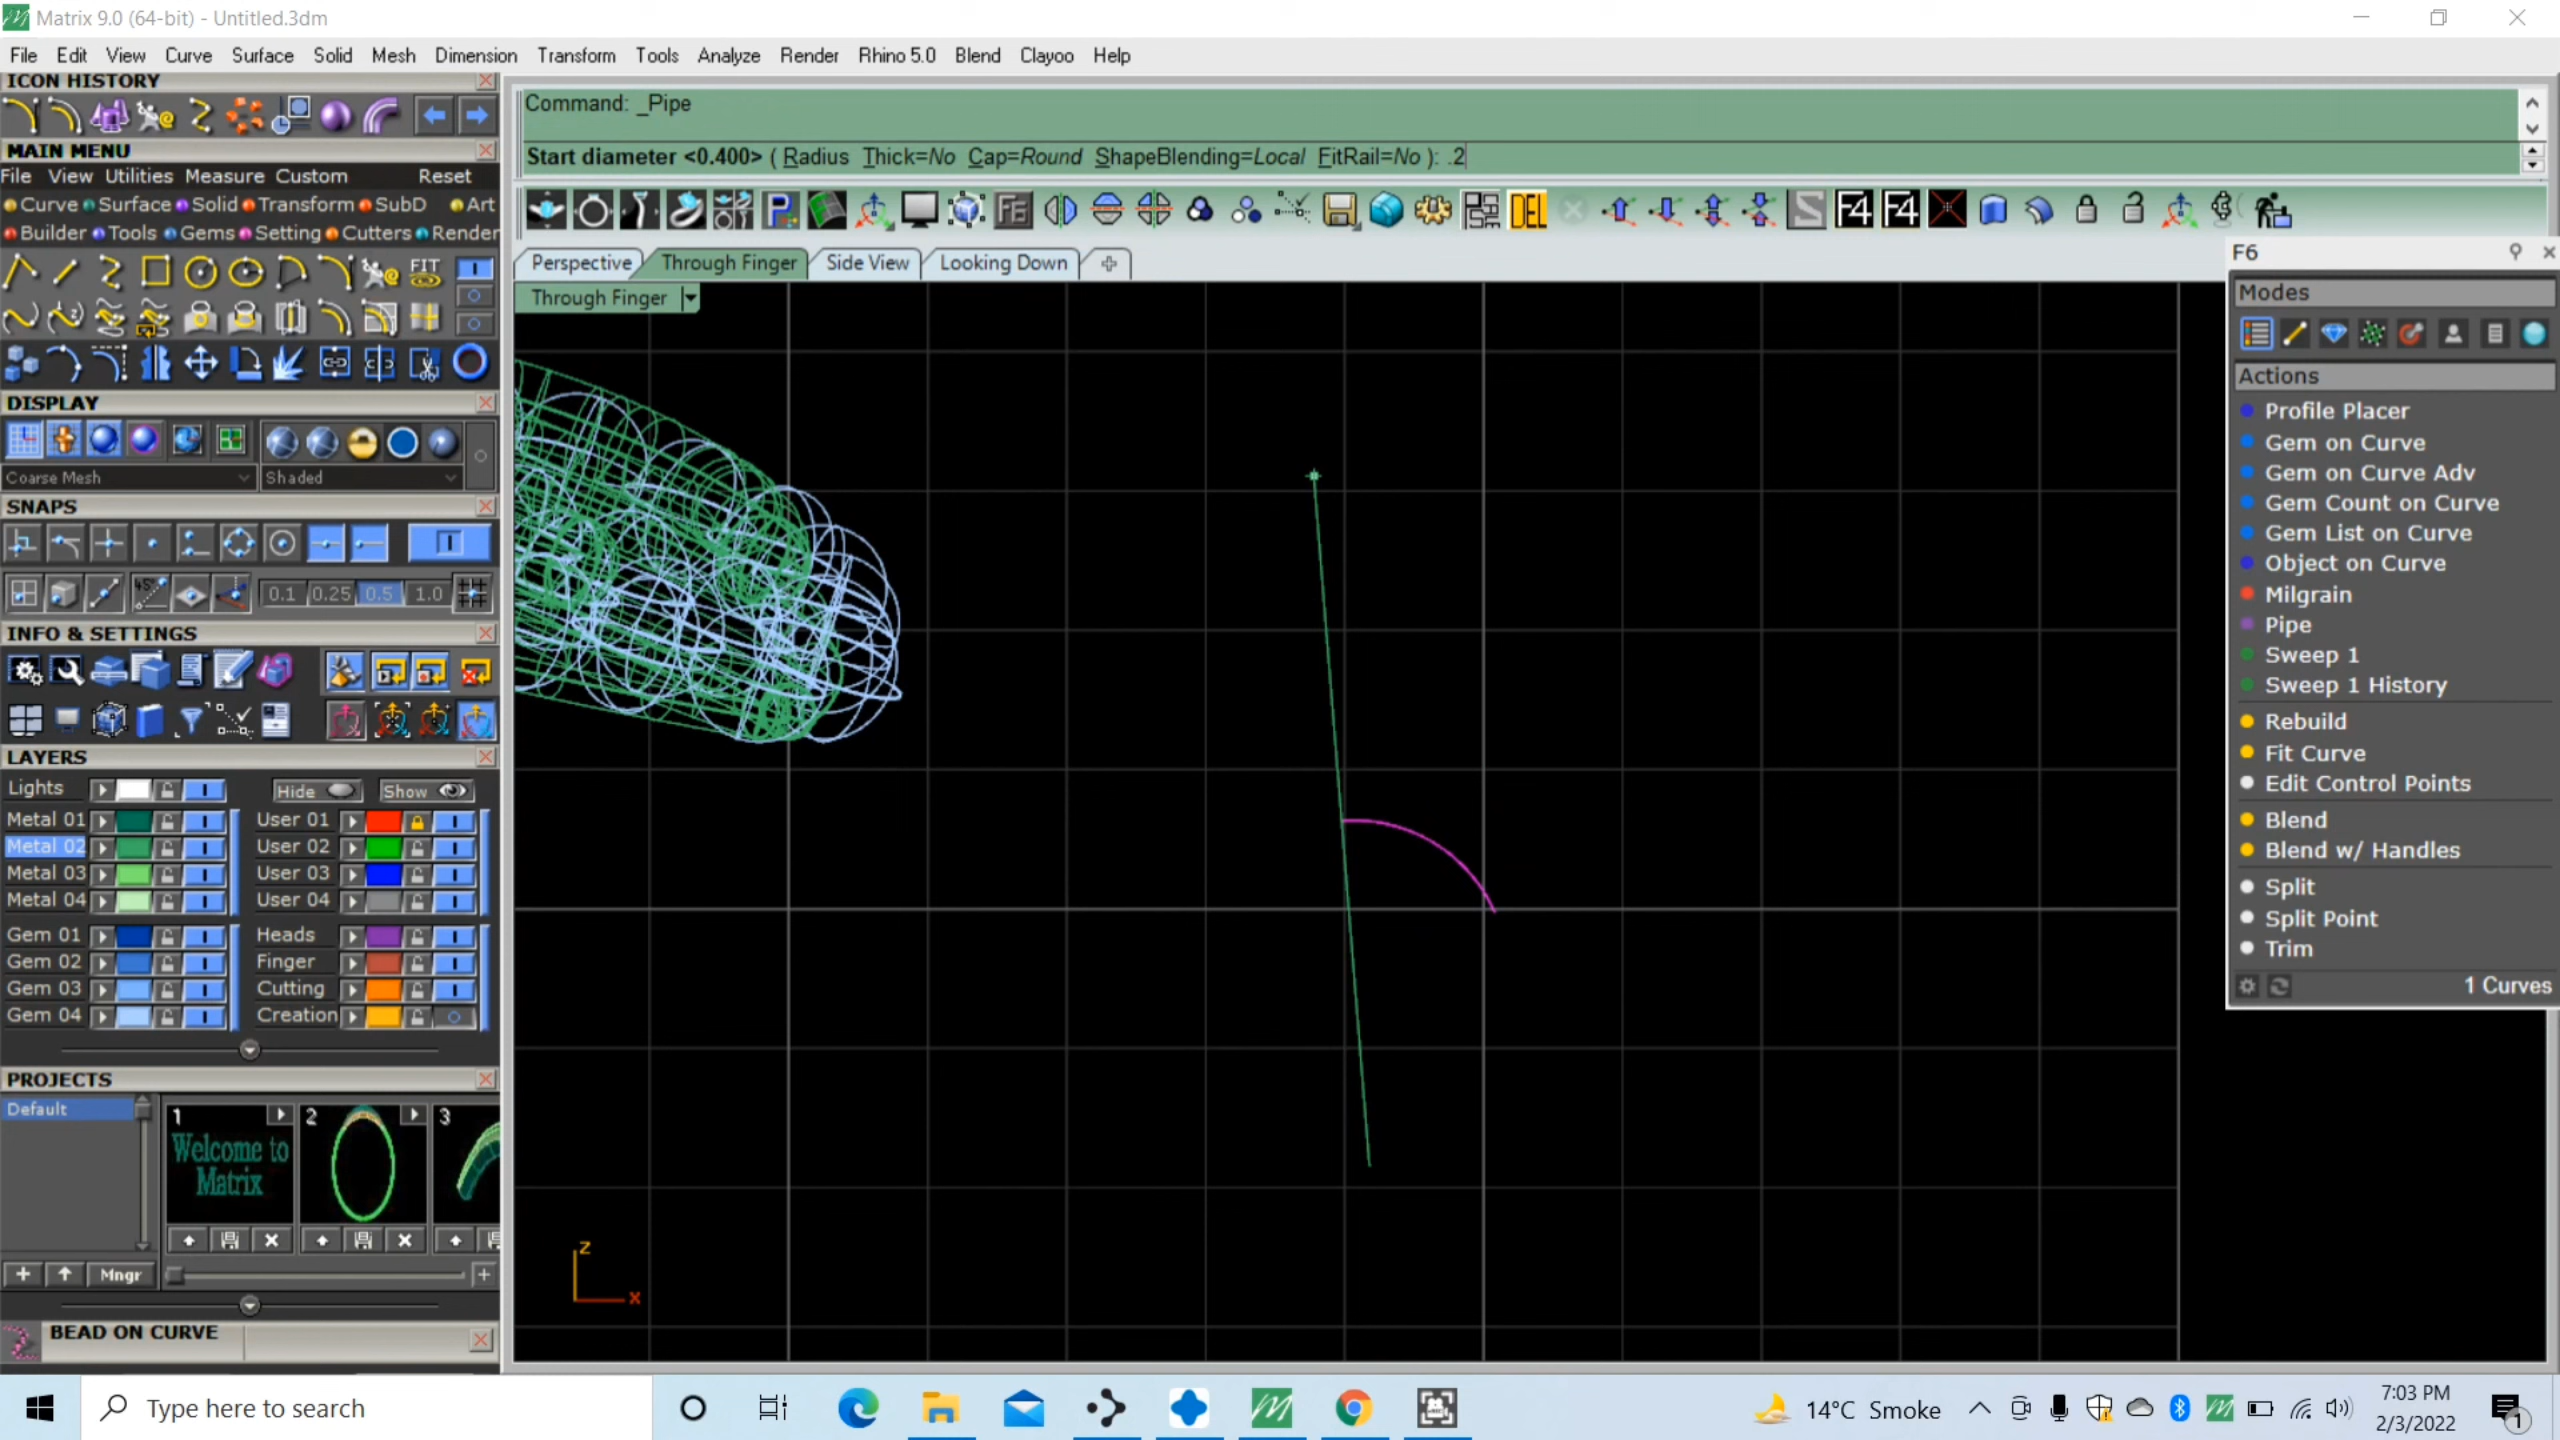 Matrix 9.0 (64-bit) - Untitled.3dm
File Edit View Curve Surface Solid Mesh Dimension Transform Tools Analyze Render Rhino 5.0 Blend Clayoo Help
ICON HISTORY
MAIN MENU
File View Utilities Measure Custom Reset
Curve Surface Solid Transform SubD Art
Builder Tools Gems Setting Cutters Render
FIT
DISPLAY
Coarse Mesh Shaded
SNAPS
45°
0.1 0.25 0.5 1.0
INFO & SETTINGS
LAYERS
Lights Hide Show
Metal 01 User 01
Metal 02 User 02
Metal 03 User 03
Metal 04 User 04
Gem 01 Heads
Gem 02 Finger
Gem 03 Cutting
Gem 04 Creation
PROJECTS
Default
1 2 3
Welcome to
Matrix
Mngr
BEAD ON CURVE
Command: _Pipe
Start diameter <0.400> ( Radius Thick=No Cap=Round ShapeBlending=Local FitRail=No ): .2
F6 DEL F4 F4
Perspective Through Finger Side View Looking Down
Through Finger
z
x
F6
Modes
Actions
Profile Placer
Gem on Curve
Gem on Curve Adv
Gem Count on Curve
Gem List on Curve
Object on Curve
Milgrain
Pipe
Sweep 1
Sweep 1 History
Rebuild
Fit Curve
Edit Control Points
Blend
Blend w/ Handles
Split
Split Point
Trim
1 Curves
Type here to search
14°C Smoke
7:03 PM
2/3/2022
1